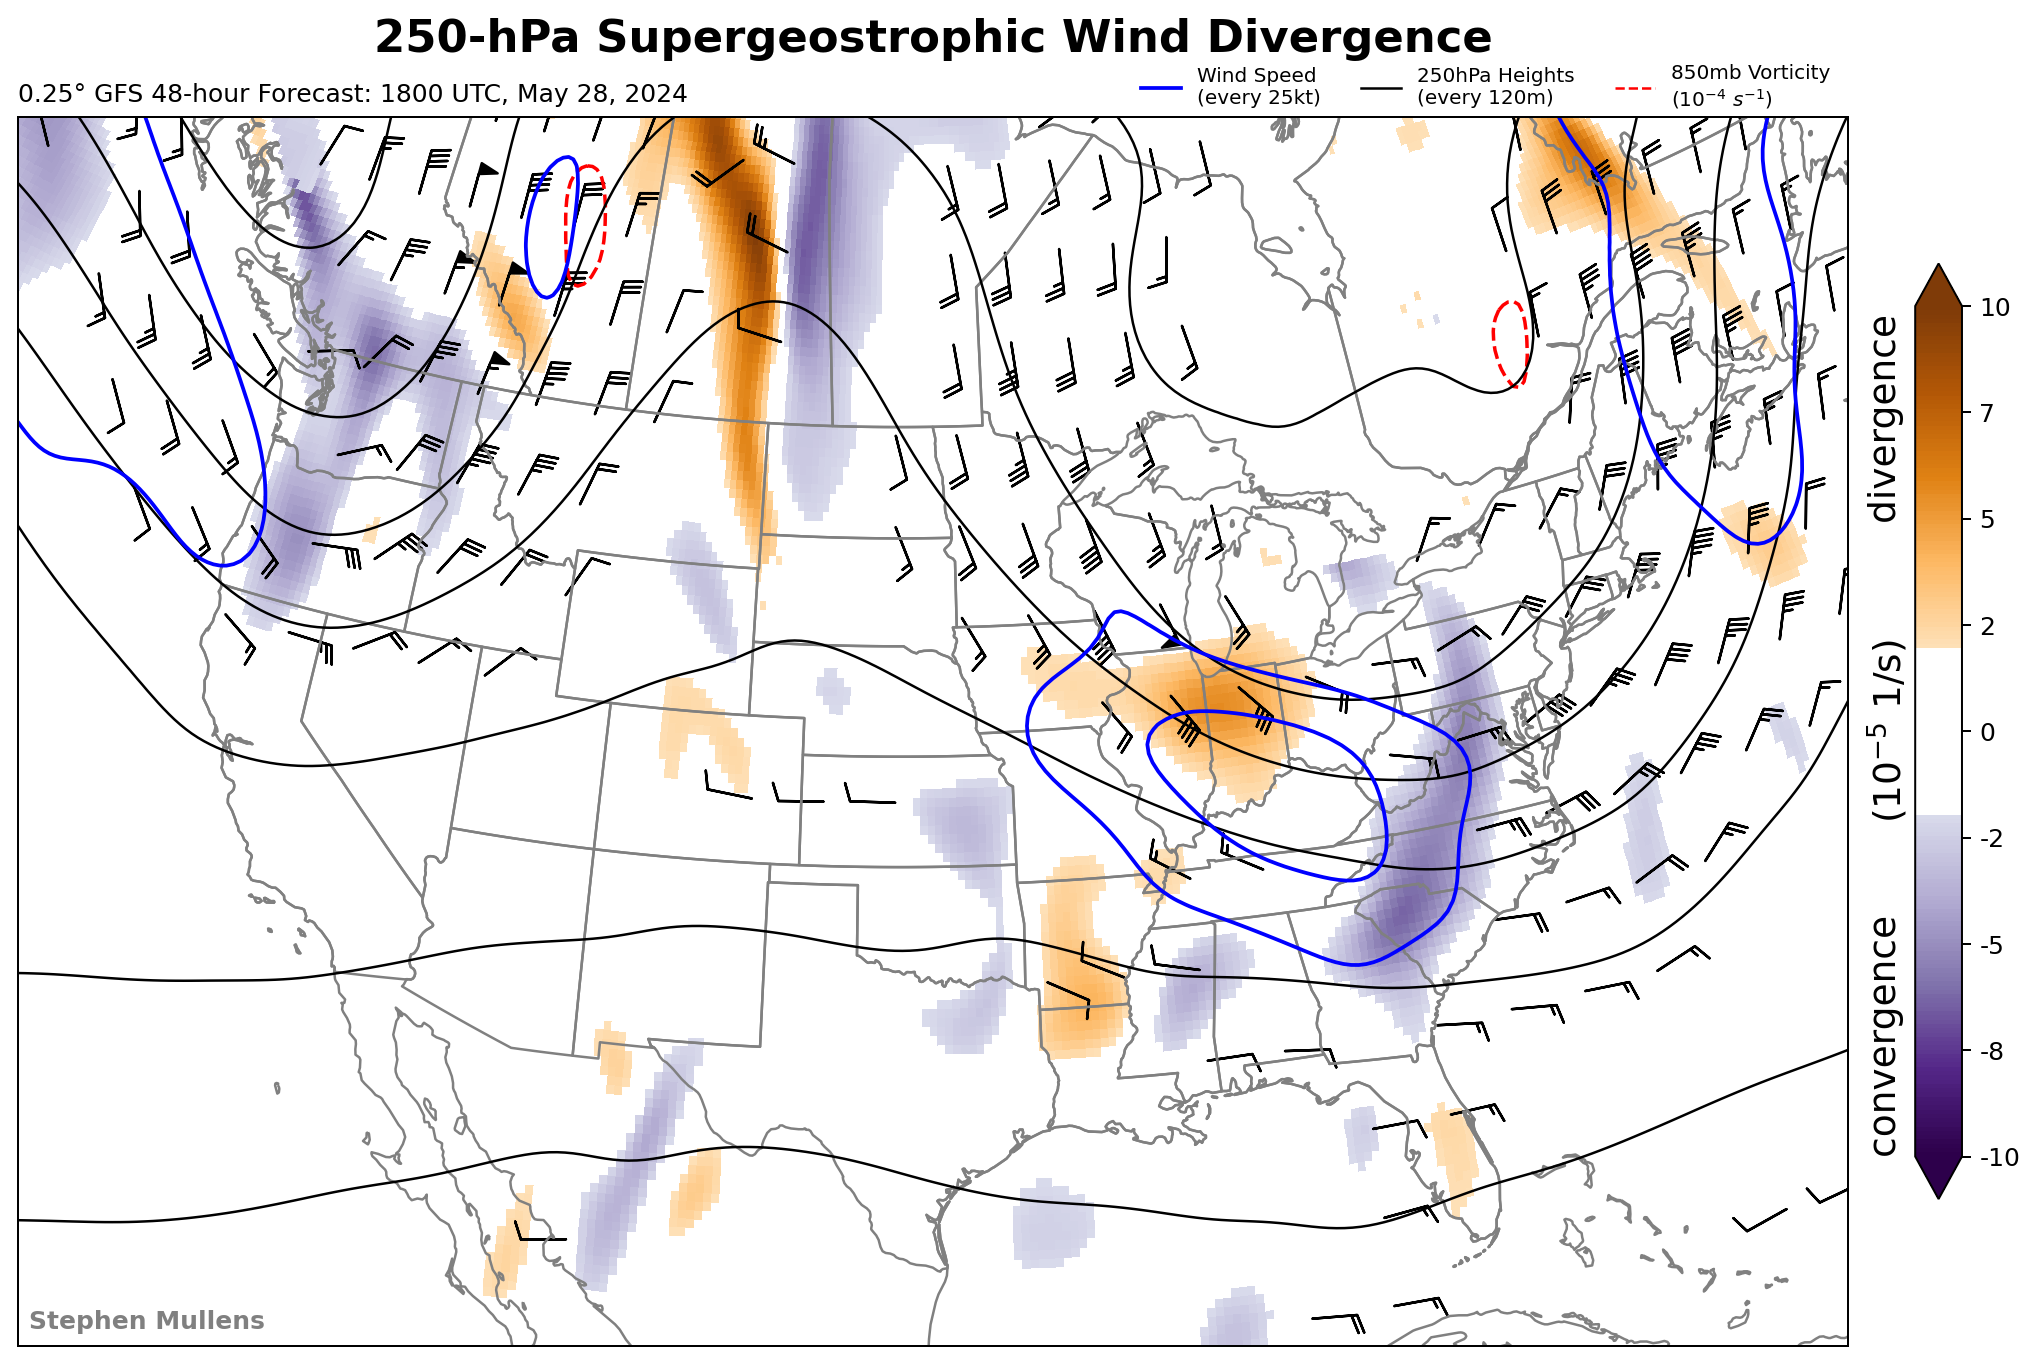 250-hPa Supergeostrophic Wind Divergence
0.25° GFS 48-hour Forecast: 1800 UTC, May 28, 2024
Wind Speed
(every 25kt)
250hPa Heights
(every 120m)
850mb Vorticity
(10⁻⁴ s⁻¹)
10
7
5
2
0
-2
-5
-8
-10
convergence (10⁻⁵ 1/s) divergence
Stephen Mullens